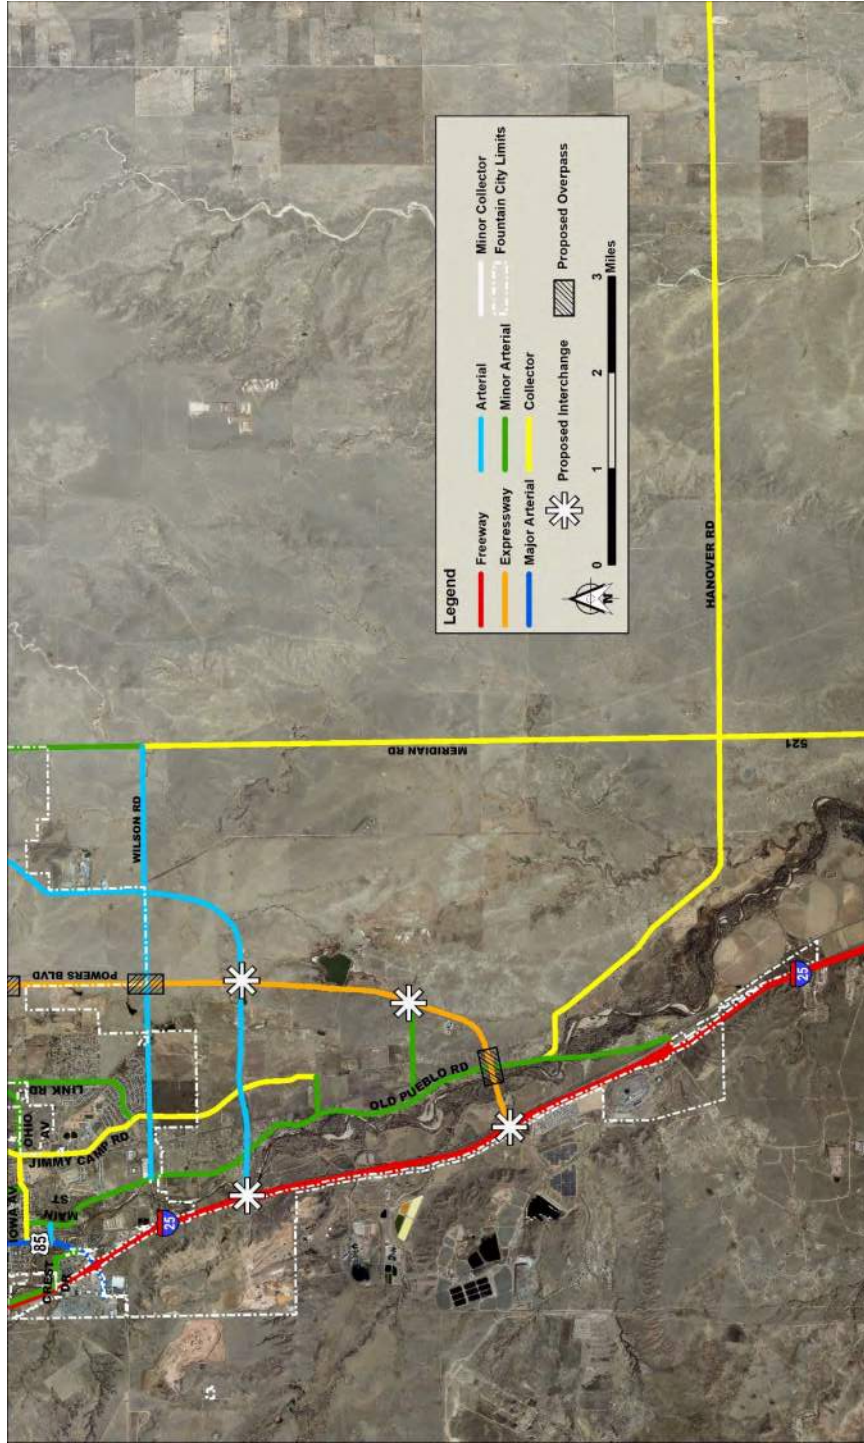 POWERS BLVD
WILSON RD
MERIDIAN RD
521
HANOVER RD
LINK RD
OHIO
AV
JIMMY CAMP RD
IOWA AV
MAIN
ST
85
CREST
DR
25
OLD PUEBLO RD
25
Legend
Freeway
Arterial
Minor Collector
Expressway
Minor Arterial
Fountain City Limits
Major Arterial
Collector
Proposed Interchange
Proposed Overpass
N
0
1
2
3
Miles